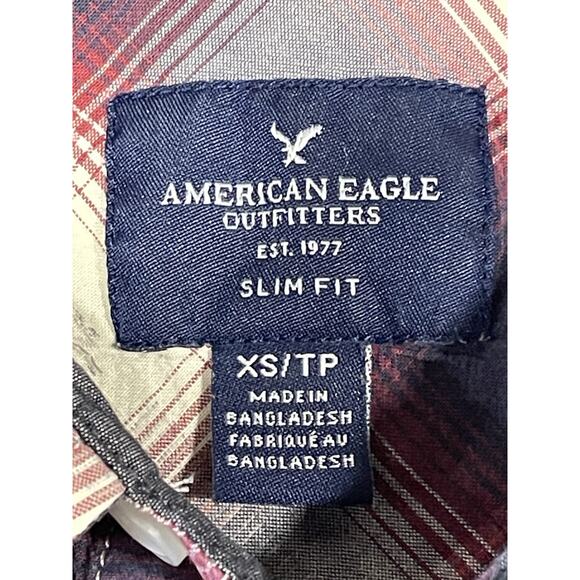 AMERICAN EAGLE
OUTFITTERS
EST. 1977
SLIM FIT
XS/TP
MADE IN
BANGLADESH
FABRIQUÉ AU
BANGLADESH